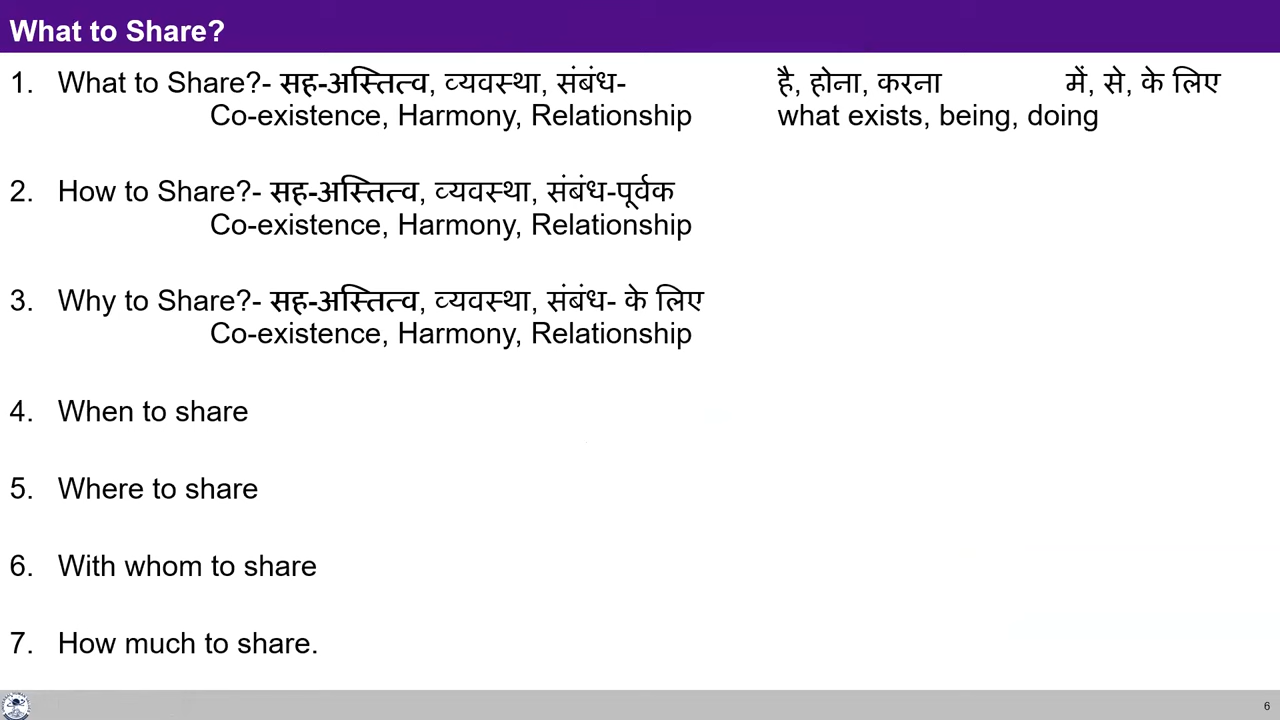 What to Share?
1. What to Share?- सह-अस्तित्व, व्यवस्था, संबंध- है, होना, करना में, से, के लिए
Co-existence, Harmony, Relationship what exists, being, doing
2. How to Share?- सह-अस्तित्व, व्यवस्था, संबंध-पूर्वक
Co-existence, Harmony, Relationship
3. Why to Share?- सह-अस्तित्व, व्यवस्था, संबंध- के लिए
Co-existence, Harmony, Relationship
4. When to share
5. Where to share
6. With whom to share
7. How much to share.
6